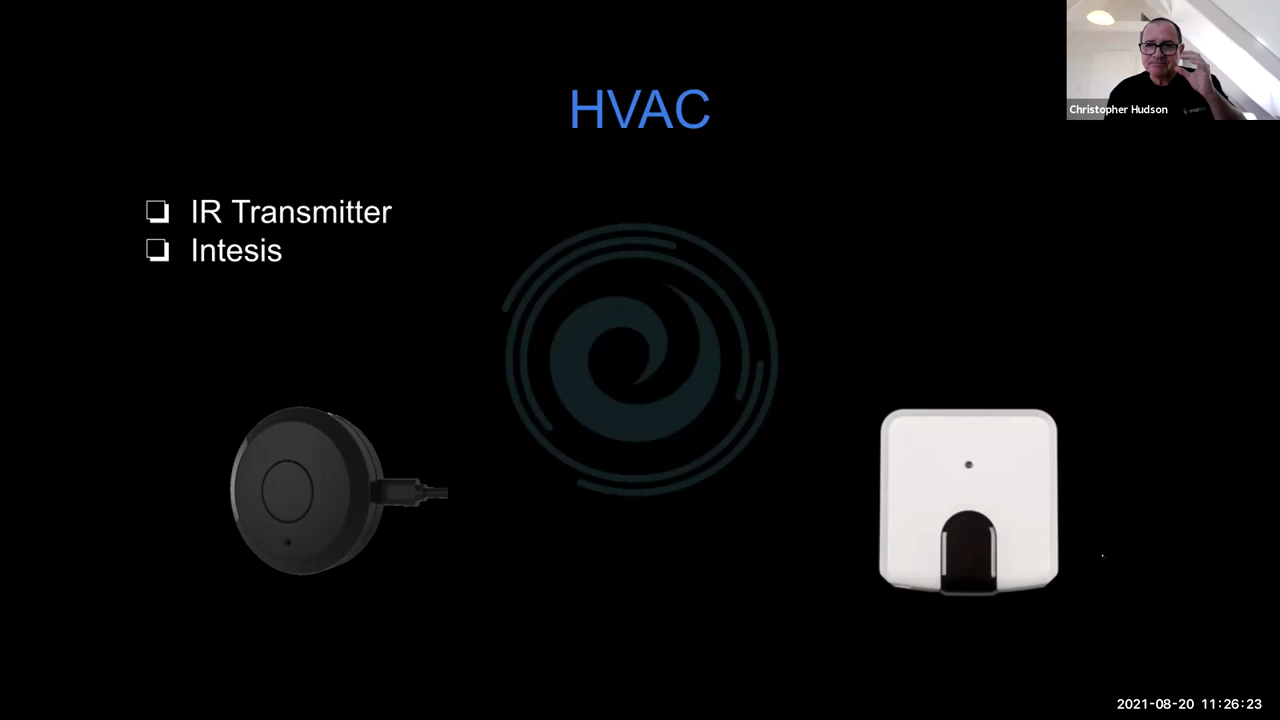 HVAC
Christopher Hudson
IR Transmitter
Intesis
2021-08-20 11:26:23